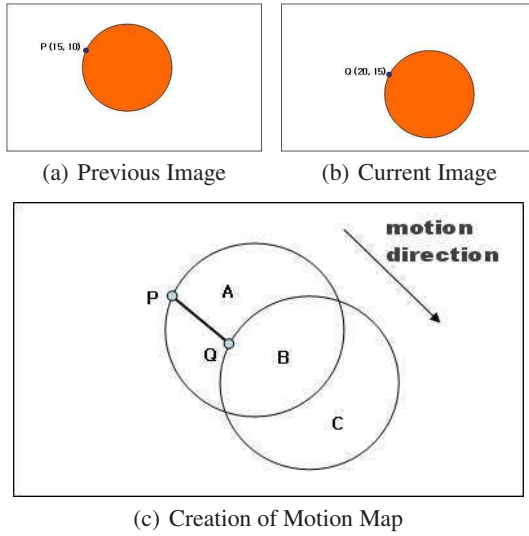 P (15, 10)
Q (20, 15)
(a) Previous Image
(b) Current Image
motion
direction
P
A
Q
B
C
(c) Creation of Motion Map